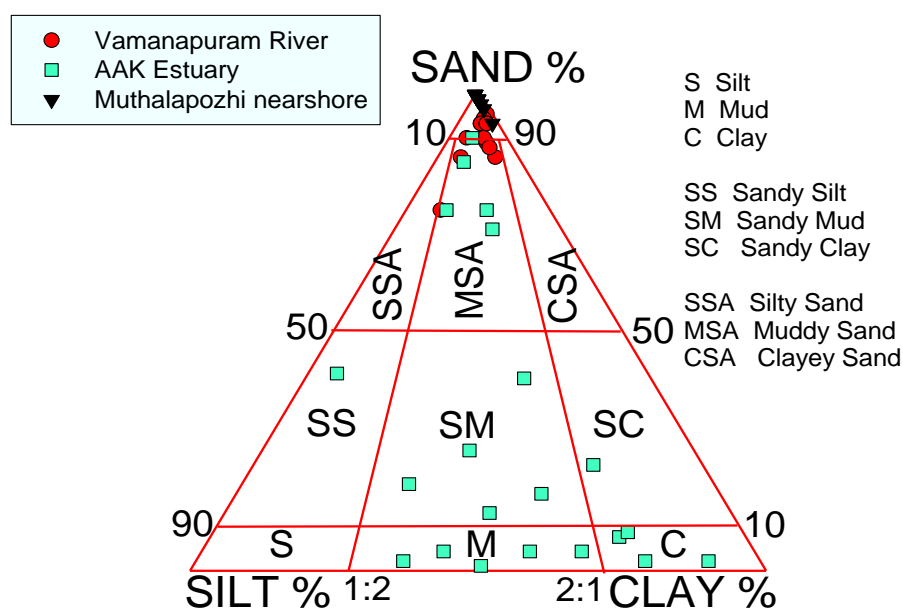 Vamanapuram River
AAK Estuary
Muthalapozhi nearshore
SAND %
10
90
S Silt
M Mud
C Clay
SS Sandy Silt
SM Sandy Mud
SC Sandy Clay
SSA Silty Sand
MSA Muddy Sand
CSA Clayey Sand
SSA
MSA
CSA
50
50
SS
SM
SC
90
10
S
M
C
SILT %
1:2
2:1
CLAY %